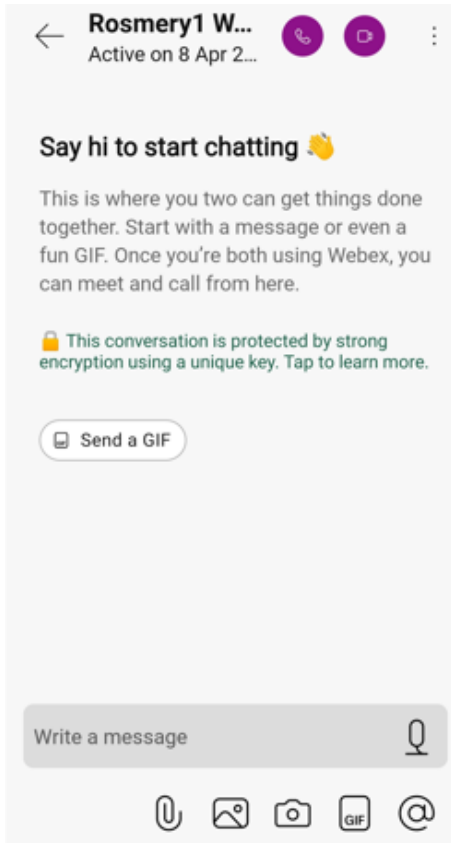 Rosmery1 W...
Active on 8 Apr 2...
Say hi to start chatting 👋
This is where you two can get things done
together. Start with a message or even a
fun GIF. Once you're both using Webex, you
can meet and call from here.
🔒 This conversation is protected by strong
encryption using a unique key. Tap to learn more.
Send a GIF
Write a message
GIF